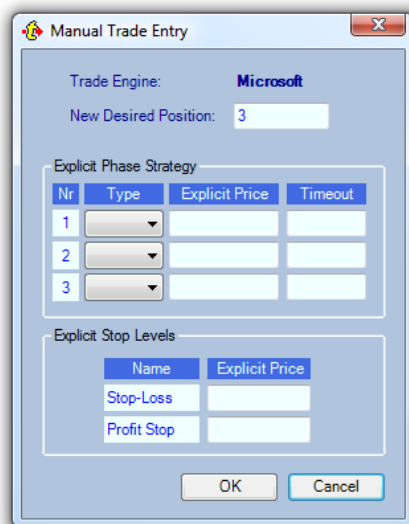 Manual Trade Entry
Trade Engine: Microsoft
New Desired Position: 3
Explicit Phase Strategy
Nr Type Explicit Price Timeout
1
2
3
Explicit Stop Levels
Name Explicit Price
Stop-Loss
Profit Stop
OK Cancel